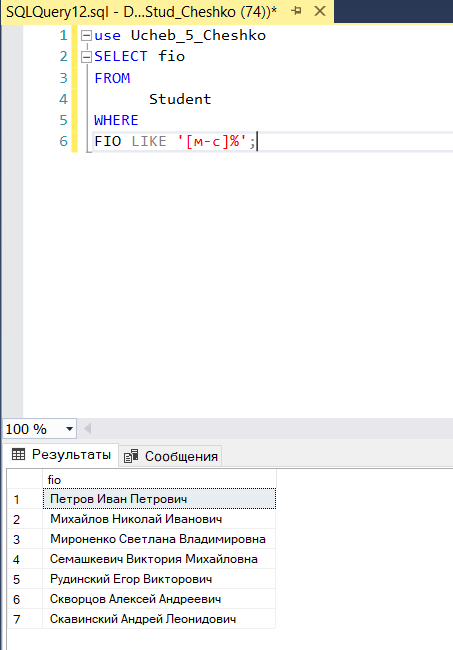 SQLQuery12.sql - D...Stud_Cheshko (74))*
1 use Ucheb_5_Cheshko
2 SELECT fio
3 FROM
4 Student
5 WHERE
6 FIO LIKE '[м-с]%';
100 %
Результаты Сообщения
fio
1 Петров Иван Петрович
2 Михайлов Николай Иванович
3 Мироненко Светлана Владимировна
4 Семашкевич Виктория Михайловна
5 Рудинский Егор Викторович
6 Скворцов Алексей Андреевич
7 Скавинский Андрей Леонидович